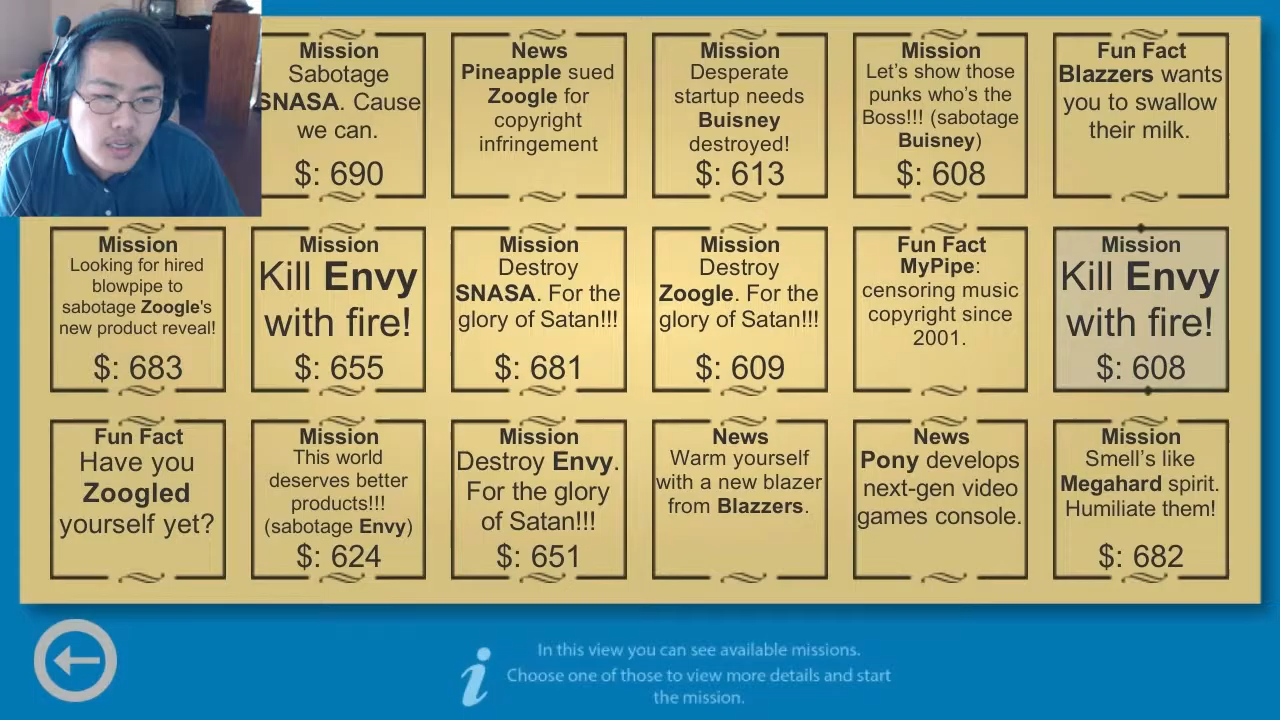 Mission
Sabotage
SNASA. Cause
we can.
$: 690
News
Pineapple sued
Zoogle for
copyright
infringement
Mission
Desperate
startup needs
Buisney
destroyed!
$: 613
Mission
Let's show those
punks who's the
Boss!!! (sabotage
Buisney)
$: 608
Fun Fact
Blazzers wants
you to swallow
their milk.
Mission
Looking for hired
blowpipe to
sabotage Zoogle's
new product reveal!
$: 683
Mission
Kill Envy
with fire!
$: 655
Mission
Destroy
SNASA. For the
glory of Satan!!!
$: 681
Mission
Destroy
Zoogle. For the
glory of Satan!!!
$: 609
Fun Fact
MyPipe:
censoring music
copyright since
2001.
Mission
Kill Envy
with fire!
$: 608
Fun Fact
Have you
Zoogled
yourself yet?
Mission
This world
deserves better
products!!!
(sabotage Envy)
$: 624
Mission
Destroy Envy.
For the glory
of Satan!!!
$: 651
News
Warm yourself
with a new blazer
from Blazzers.
News
Pony develops
next-gen video
games console.
Mission
Smell's like
Megahard spirit.
Humiliate them!
$: 682
In this view you can see available missions.
Choose one of those to view more details and start
the mission.